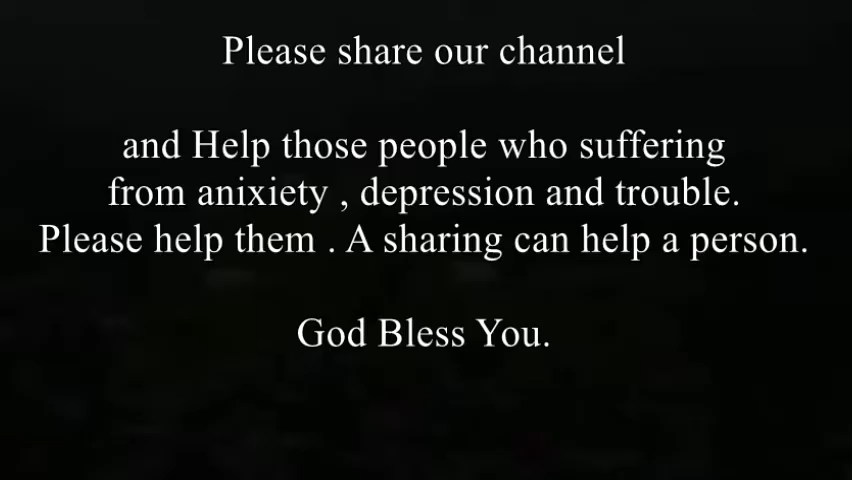 Please share our channel
and Help those people who suffering
from anixiety , depression and trouble.
Please help them . A sharing can help a person.
God Bless You.